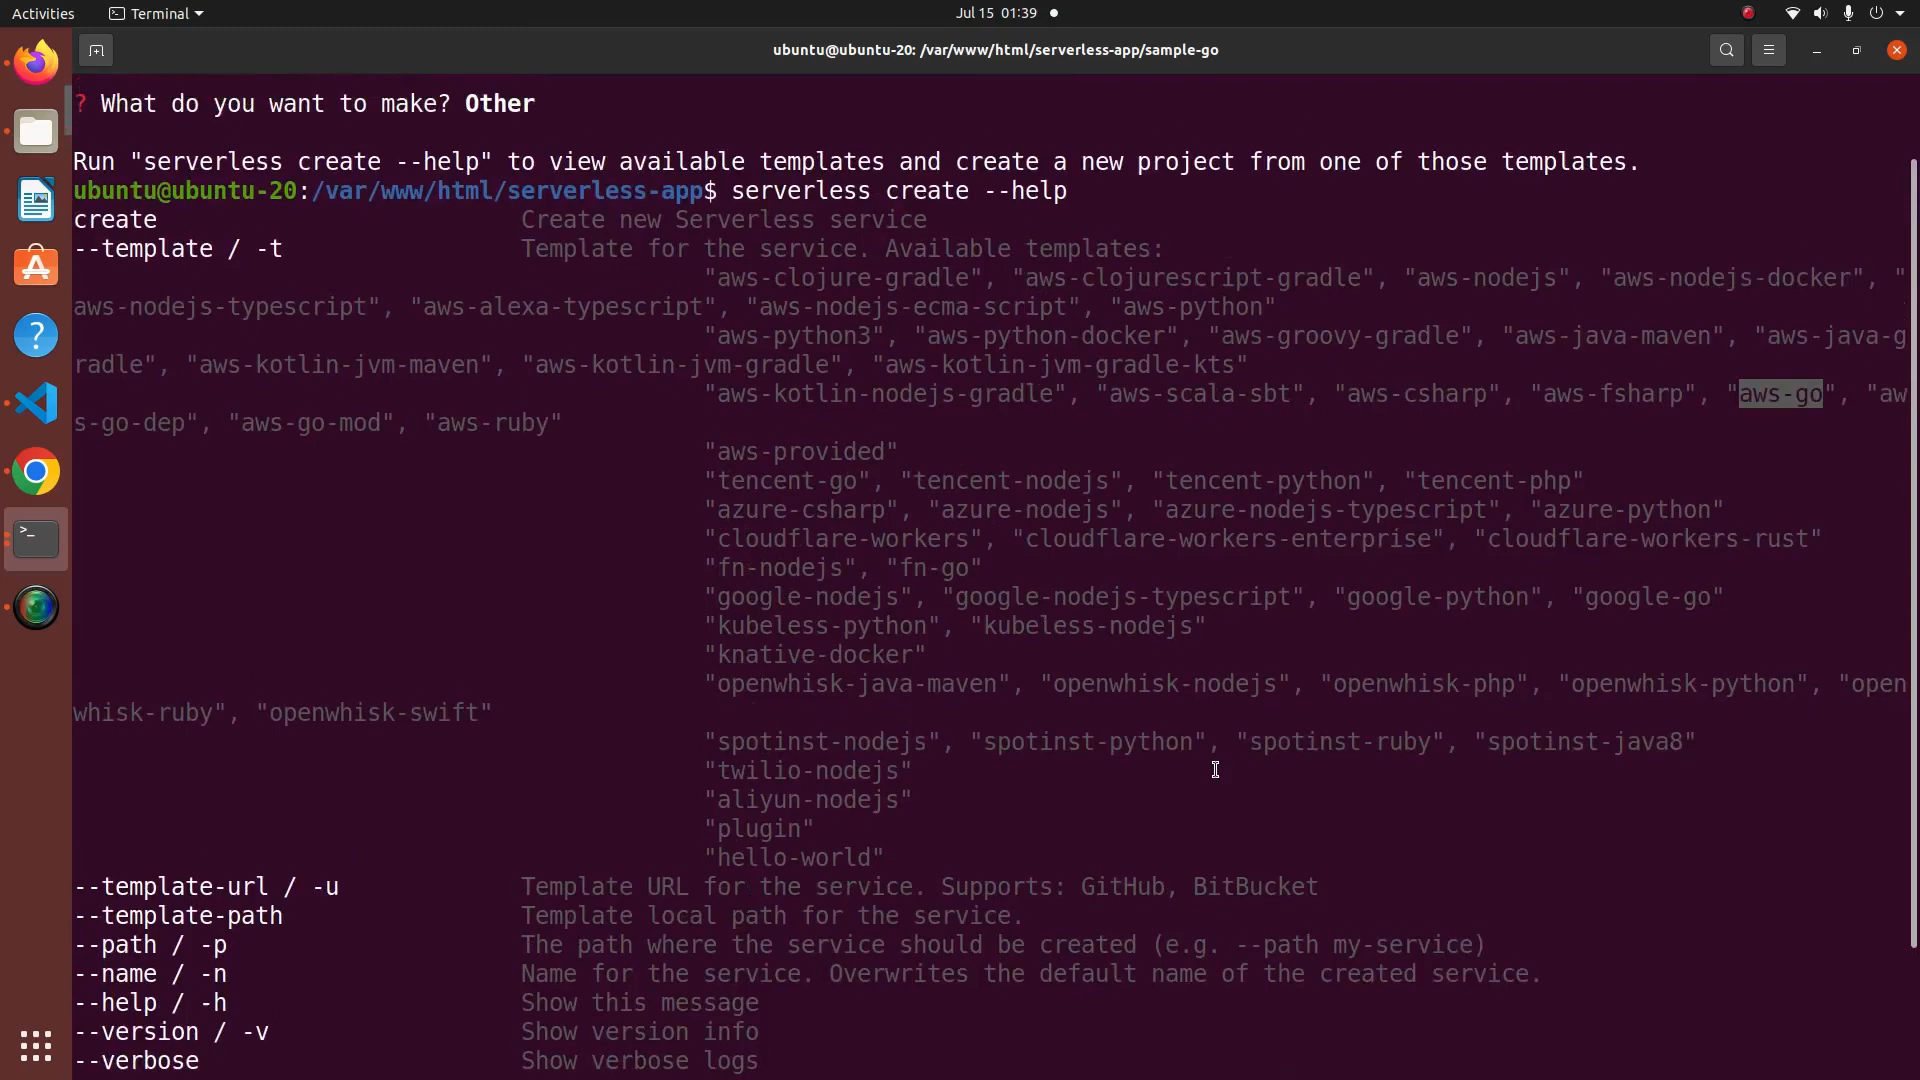 Activities
Terminal
Jul 15 01:39
ubuntu@ubuntu-20: /var/www/html/serverless-app/sample-go
? What do you want to make? Other
Run "serverless create --help" to view available templates and create a new project from one of those templates.
ubuntu@ubuntu-20:/var/www/html/serverless-app$ serverless create --help
create Create new Serverless service
--template / -t Template for the service. Available templates:
"aws-clojure-gradle", "aws-clojurescript-gradle", "aws-nodejs", "aws-nodejs-docker", "
aws-nodejs-typescript", "aws-alexa-typescript", "aws-nodejs-ecma-script", "aws-python"
"aws-python3", "aws-python-docker", "aws-groovy-gradle", "aws-java-maven", "aws-java-g
radle", "aws-kotlin-jvm-maven", "aws-kotlin-jvm-gradle", "aws-kotlin-jvm-gradle-kts"
"aws-kotlin-nodejs-gradle", "aws-scala-sbt", "aws-csharp", "aws-fsharp", "aws-go", "aw
s-go-dep", "aws-go-mod", "aws-ruby"
"aws-provided"
"tencent-go", "tencent-nodejs", "tencent-python", "tencent-php"
"azure-csharp", "azure-nodejs", "azure-nodejs-typescript", "azure-python"
"cloudflare-workers", "cloudflare-workers-enterprise", "cloudflare-workers-rust"
"fn-nodejs", "fn-go"
"google-nodejs", "google-nodejs-typescript", "google-python", "google-go"
"kubeless-python", "kubeless-nodejs"
"knative-docker"
"openwhisk-java-maven", "openwhisk-nodejs", "openwhisk-php", "openwhisk-python", "open
whisk-ruby", "openwhisk-swift"
"spotinst-nodejs", "spotinst-python", "spotinst-ruby", "spotinst-java8"
"twilio-nodejs"
"aliyun-nodejs"
"plugin"
"hello-world"
--template-url / -u Template URL for the service. Supports: GitHub, BitBucket
--template-path Template local path for the service.
--path / -p The path where the service should be created (e.g. --path my-service)
--name / -n Name for the service. Overwrites the default name of the created service.
--help / -h Show this message
--version / -v Show version info
--verbose Show verbose logs